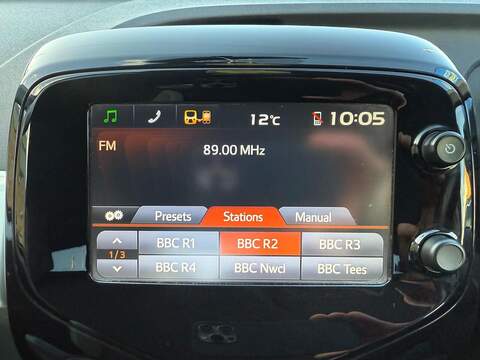 12°C 10:05
FM
89.00 MHz
Presets Stations Manual
BBC R1 BBC R2 BBC R3
1/3
BBC R4 BBC Nwcl BBC Tees